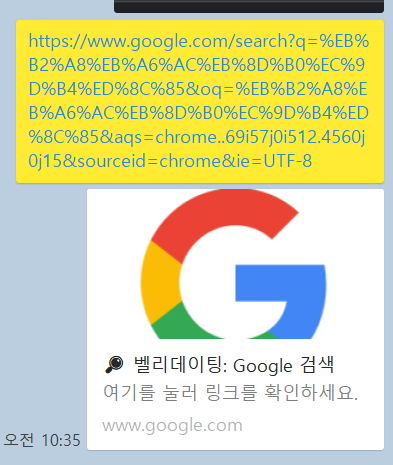 https://www.google.com/search?q=%EB%
B2%A8%EB%A6%AC%EB%8D%B0%EC%9
D%B4%ED%8C%85&oq=%EB%B2%A8%E
B%A6%AC%EB%8D%B0%EC%9D%B4%E
D%8C%85&aqs=chrome..69i57j0i512.4560j
0j15&sourceid=chrome&ie=UTF-8
🔎 벨리데이팅: Google 검색
여기를 눌러 링크를 확인하세요.
www.google.com
오전 10:35